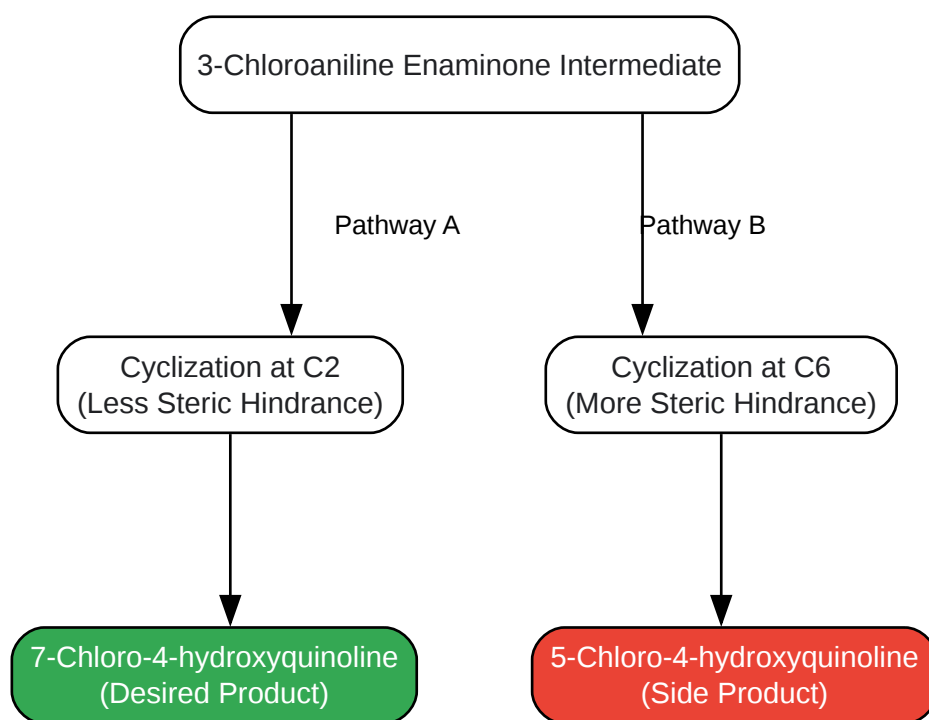 3-Chloroaniline Enaminone Intermediate
Pathway A
Pathway B
Cyclization at C2
(Less Steric Hindrance)
Cyclization at C6
(More Steric Hindrance)
7-Chloro-4-hydroxyquinoline
(Desired Product)
5-Chloro-4-hydroxyquinoline
(Side Product)